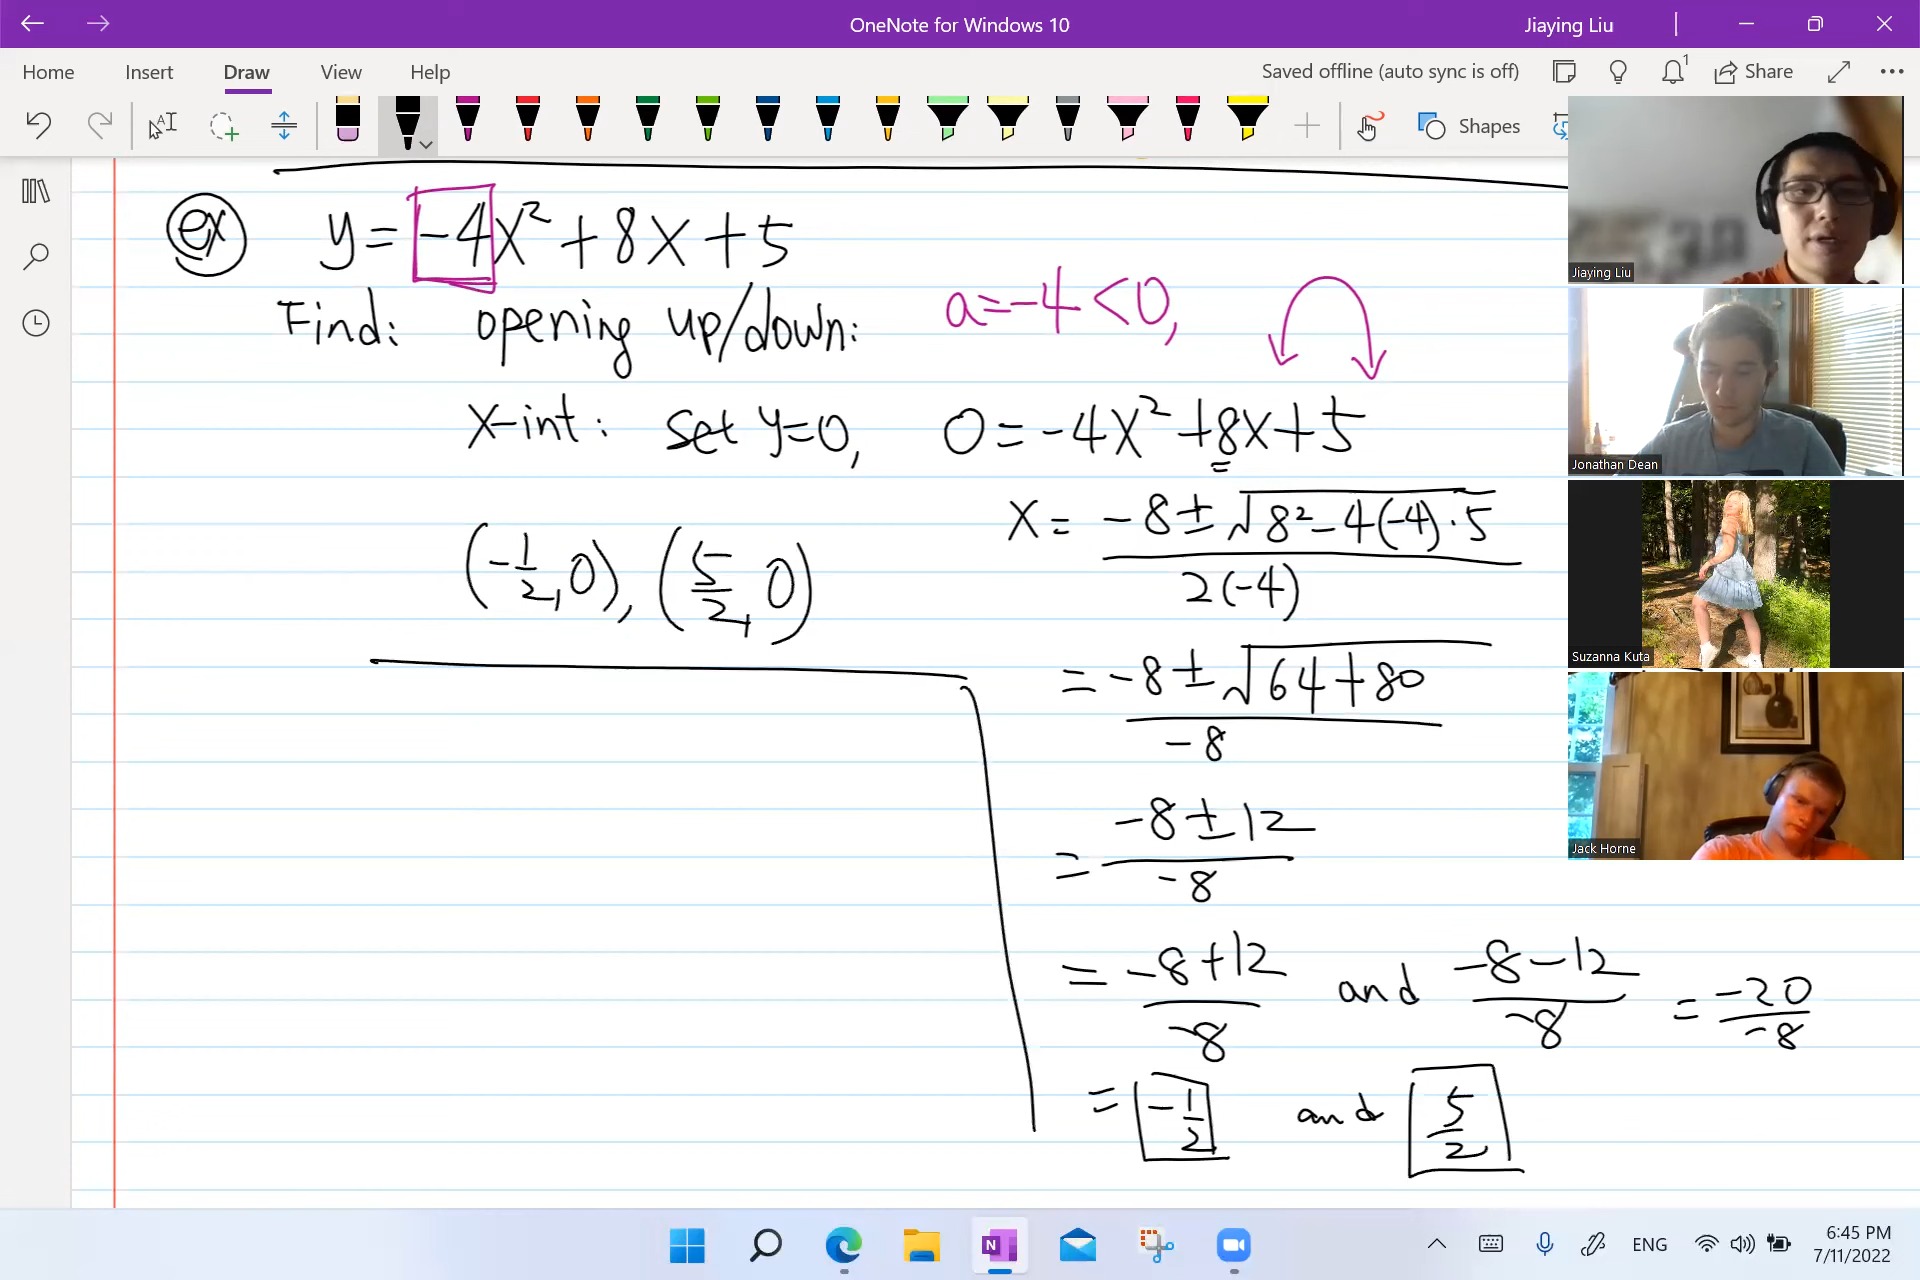 OneNote for Windows 10
Jiaying Liu
Home Insert Draw View Help
Saved offline (auto sync is off)
1
Share
Shapes
ex y = -4x² + 8x + 5
Find: opening up/down: a = -4 < 0,
x-int: set y=0, 0 = -4x² + 8x + 5
x = (-8 ± √(8² - 4(-4)·5)) / (2(-4))
(-1/2, 0), (5/2, 0)
= (-8 ± √(64 + 80)) / -8
= (-8 ± 12) / -8
= (-8 + 12) / -8 and (-8 - 12) / -8 = -20 / -8
= -1/2 and 5/2
Jiaying Liu
Jonathan Dean
Suzanna Kuta
Jack Horne
ENG
6:45 PM
7/11/2022